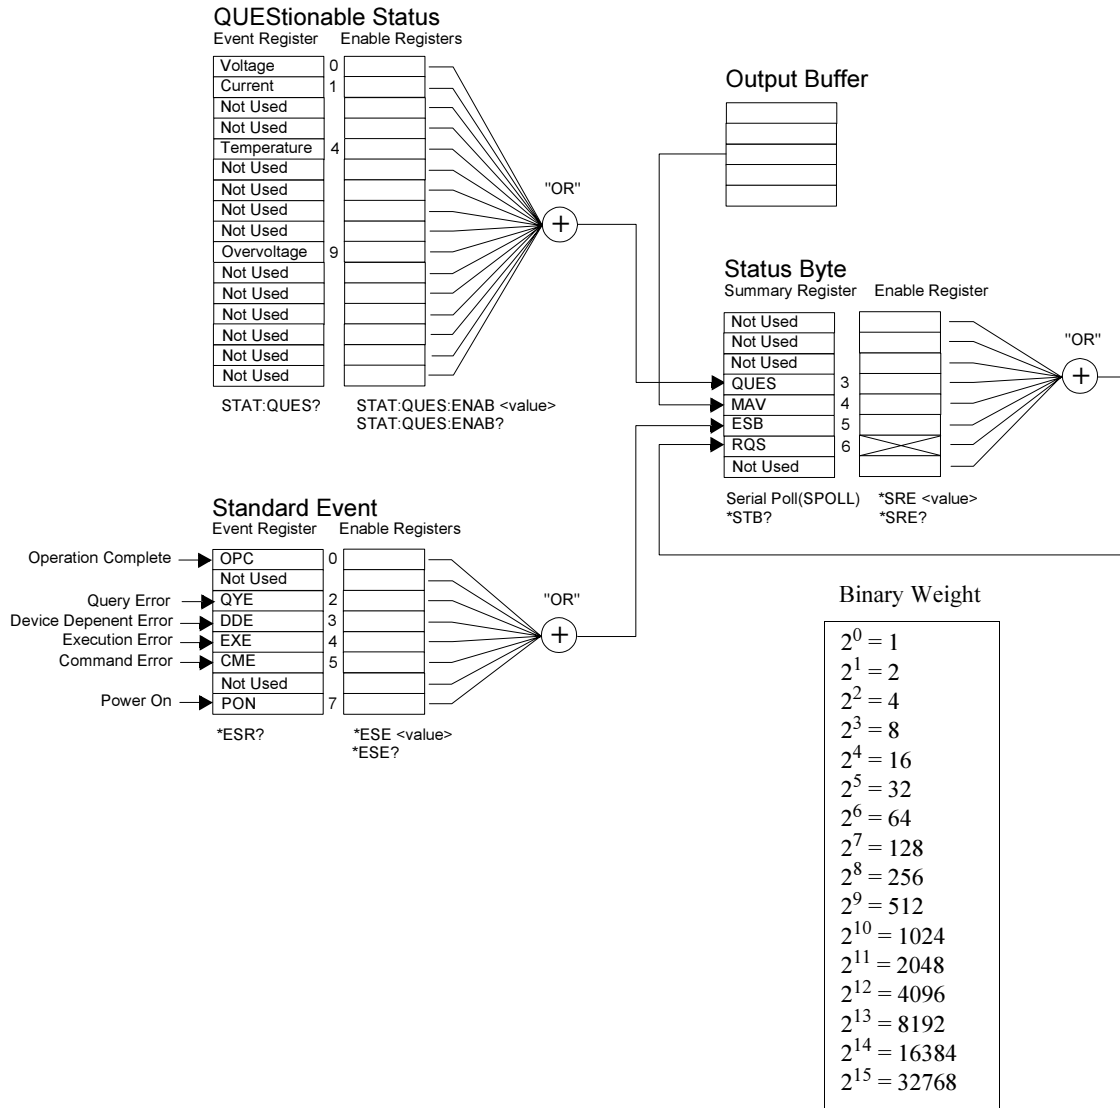 QUEStionable Status
Event Register Enable Registers
Voltage 0
Current 1
Not Used
Not Used
Temperature 4
Not Used
Not Used
Not Used
Not Used
Overvoltage 9
Not Used
Not Used
Not Used
Not Used
Not Used
Not Used
STAT:QUES? STAT:QUES:ENAB <value>
STAT:QUES:ENAB?
"OR"
+
Output Buffer
Status Byte
Summary Register Enable Register
Not Used
Not Used
Not Used
QUES 3
MAV 4
ESB 5
RQS 6
Not Used
Serial Poll(SPOLL) *SRE <value>
*STB? *SRE?
"OR"
+
Standard Event
Event Register Enable Registers
Operation Complete OPC 0
Not Used
Query Error QYE 2
Device Depenent Error DDE 3
Execution Error EXE 4
Command Error CME 5
Not Used
Power On PON 7
*ESR? *ESE <value>
*ESE?
"OR"
+
Binary Weight
2^0 = 1
2^1 = 2
2^2 = 4
2^3 = 8
2^4 = 16
2^5 = 32
2^6 = 64
2^7 = 128
2^8 = 256
2^9 = 512
2^10 = 1024
2^11 = 2048
2^12 = 4096
2^13 = 8192
2^14 = 16384
2^15 = 32768